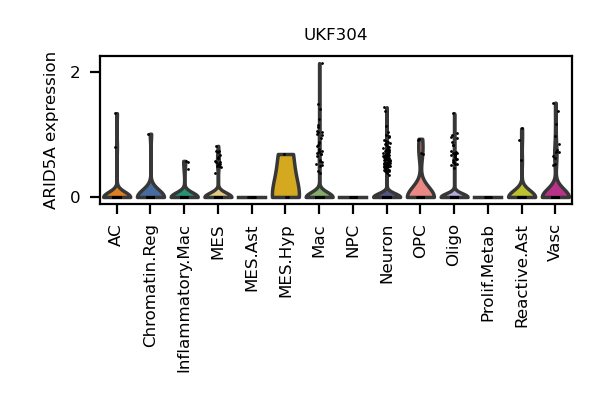 UKF304
ARID5A expression
2
0
AC
Chromatin.Reg
Inflammatory.Mac
MES
MES.Ast
MES.Hyp
Mac
NPC
Neuron
OPC
Oligo
Prolif.Metab
Reactive.Ast
Vasc